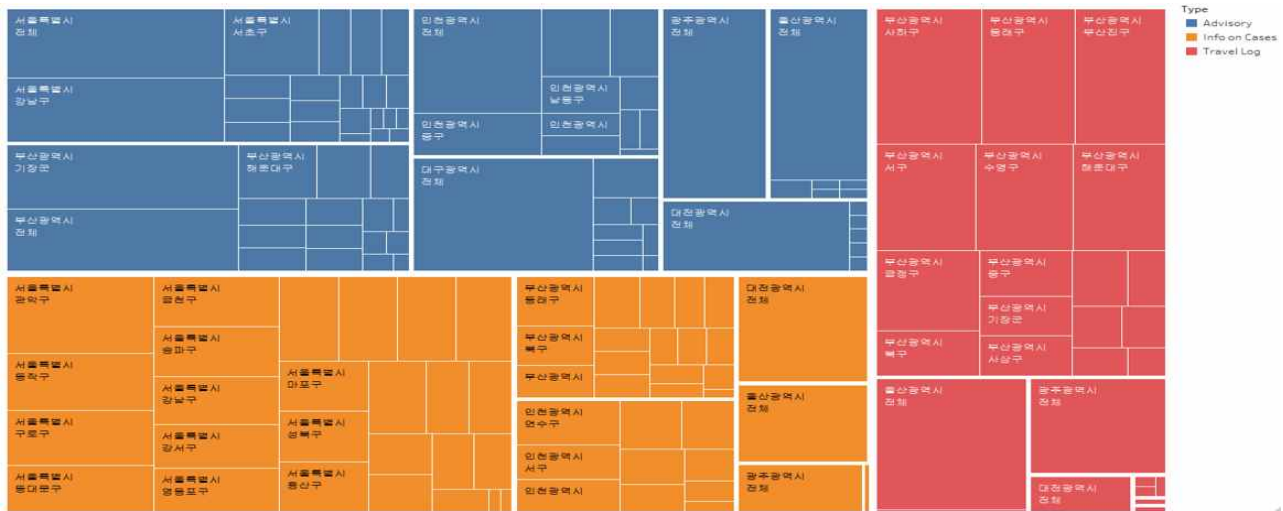 서울특별시
전체
서울특별시
서초구
서울특별시
강남구
부산광역시
기장군
부산광역시
해운대구
부산광역시
전체
인천광역시
전체
인천광역시
남동구
인천광역시
중구
인천광역시
대구광역시
전체
광주광역시
전체
울산광역시
전체
대전광역시
전체
서울특별시
관악구
서울특별시
금천구
서울특별시
송파구
서울특별시
동작구
서울특별시
강남구
서울특별시
마포구
서울특별시
구로구
서울특별시
강서구
서울특별시
성북구
서울특별시
동대문구
서울특별시
영등포구
서울특별시
용산구
부산광역시
동래구
부산광역시
북구
부산광역시
인천광역시
연수구
인천광역시
서구
인천광역시
대전광역시
전체
울산광역시
전체
광주광역시
전체
부산광역시
사하구
부산광역시
동래구
부산광역시
부산진구
부산광역시
서구
부산광역시
수영구
부산광역시
해운대구
부산광역시
금정구
부산광역시
중구
부산광역시
기장군
부산광역시
북구
부산광역시
사상구
울산광역시
전체
광주광역시
전체
대전광역시
전체
Type
Advisory
Info on Cases
Travel Log